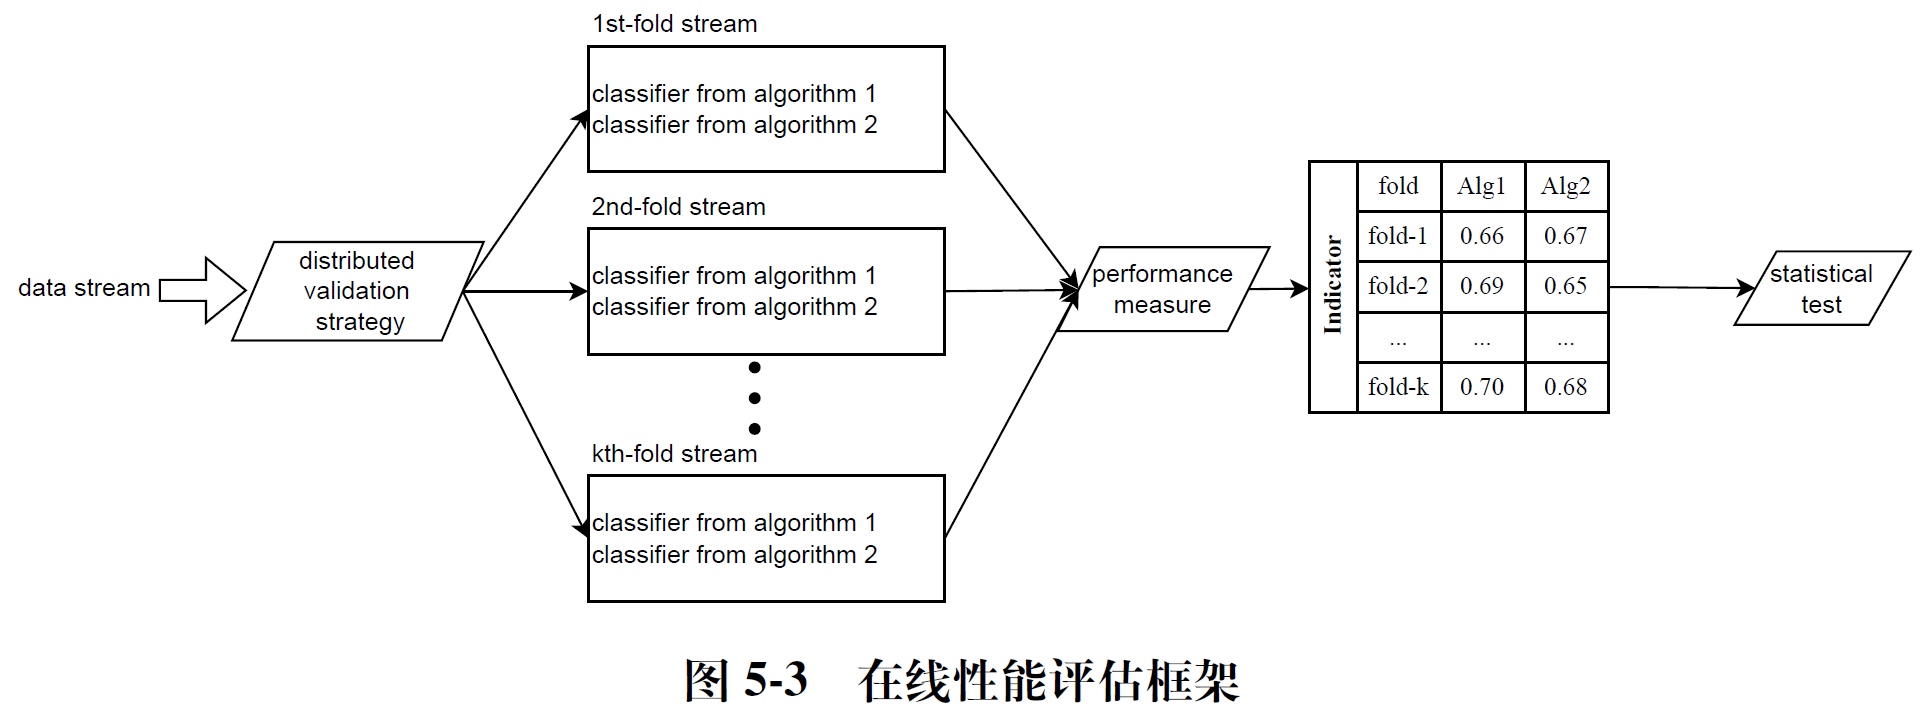 data stream
distributed
validation
strategy
1st-fold stream
classifier from algorithm 1
classifier from algorithm 2
2nd-fold stream
classifier from algorithm 1
classifier from algorithm 2
kth-fold stream
classifier from algorithm 1
classifier from algorithm 2
performance
measure
Indicator
fold Alg1 Alg2
fold-1 0.66 0.67
fold-2 0.69 0.65
... ... ...
fold-k 0.70 0.68
statistical
test
图 5-3 在线性能评估框架